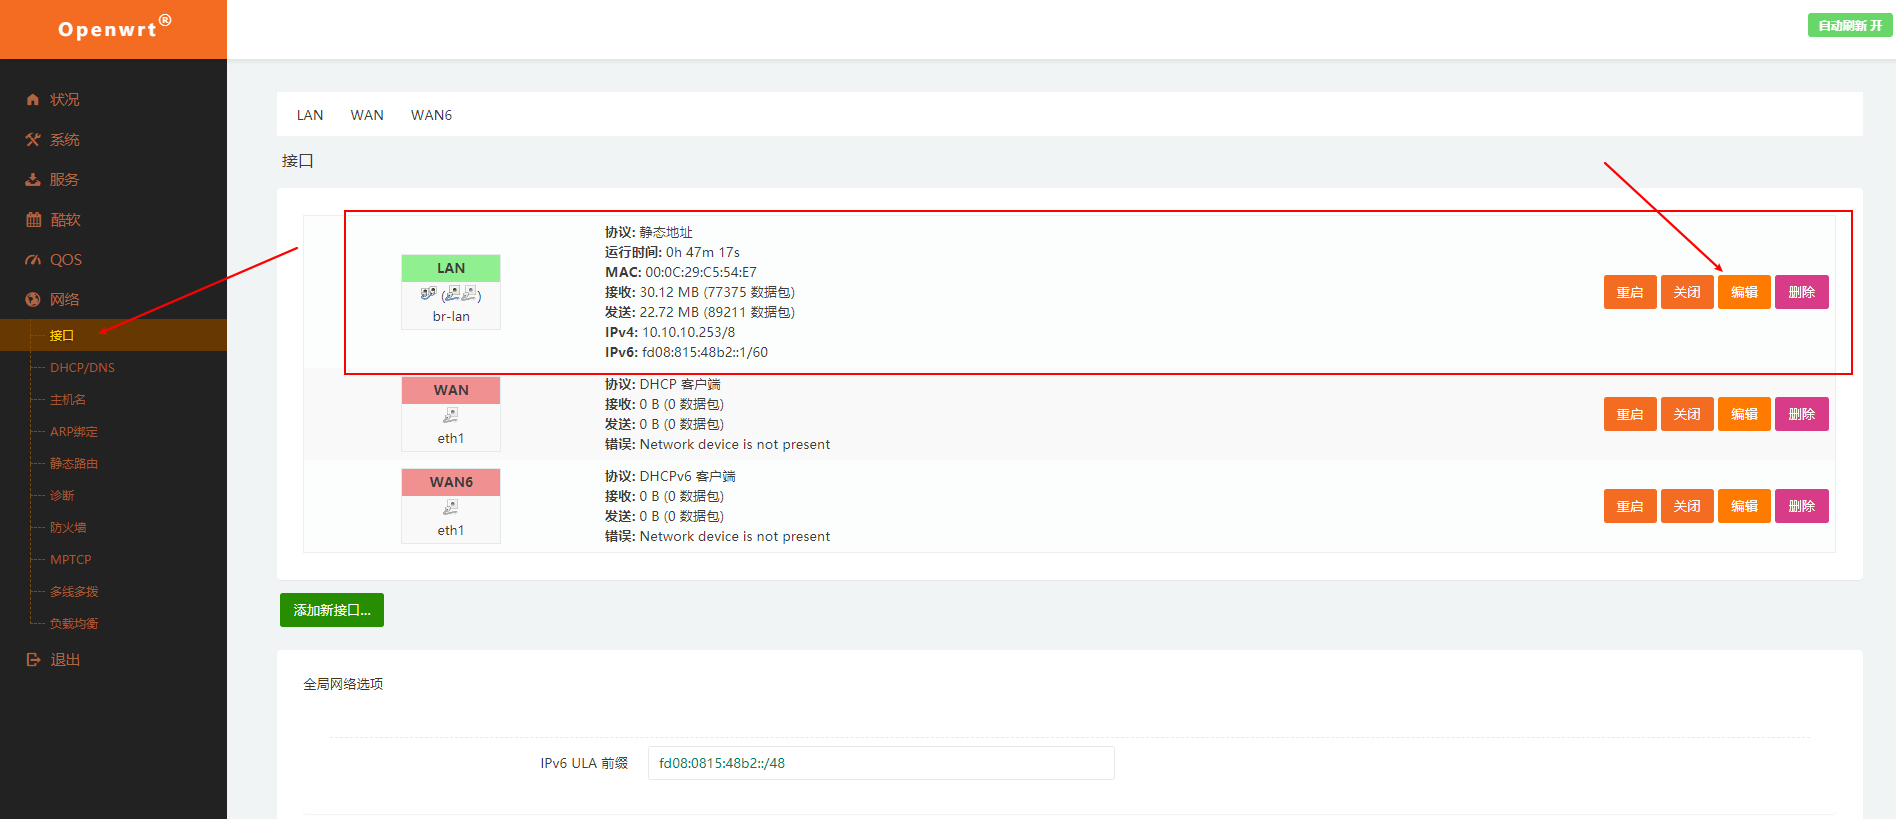 Openwrt®
自动刷新 开
状况
系统
服务
酷软
QOS
网络
接口
DHCP/DNS
主机名
ARP绑定
静态路由
诊断
防火墙
MPTCP
多线多拨
负载均衡
退出
LAN WAN WAN6
接口
LAN
br-lan
协议: 静态地址
运行时间: 0h 47m 17s
MAC: 00:0C:29:C5:54:E7
接收: 30.12 MB (77375 数据包)
发送: 22.72 MB (89211 数据包)
IPv4: 10.10.10.253/8
IPv6: fd08:815:48b2::1/60
重启 关闭 编辑 删除
WAN
eth1
协议: DHCP 客户端
接收: 0 B (0 数据包)
发送: 0 B (0 数据包)
错误: Network device is not present
重启 关闭 编辑 删除
WAN6
eth1
协议: DHCPv6 客户端
接收: 0 B (0 数据包)
发送: 0 B (0 数据包)
错误: Network device is not present
重启 关闭 编辑 删除
添加新接口...
全局网络选项
IPv6 ULA 前缀 fd08:0815:48b2::/48